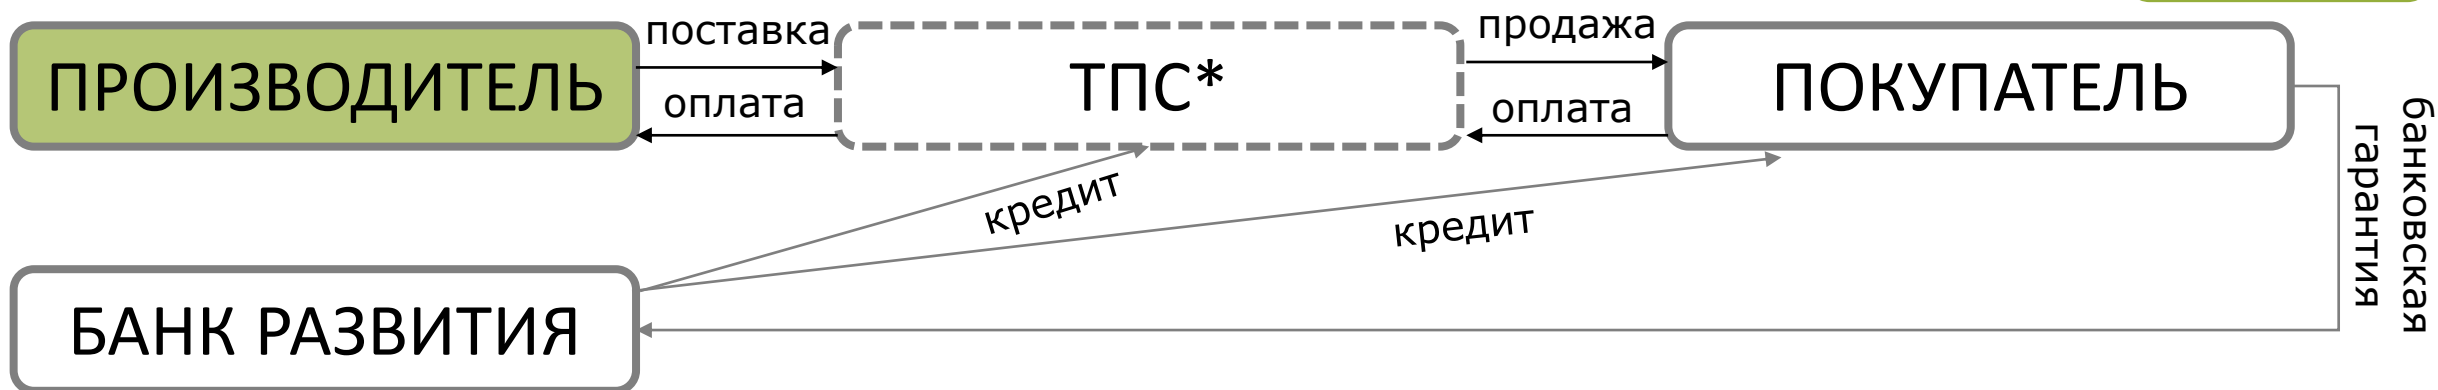 ПРОИЗВОДИТЕЛЬ
поставка
оплата
ТПС*
продажа
оплата
ПОКУПАТЕЛЬ
банковская
гарантия
кредит
кредит
БАНК РАЗВИТИЯ